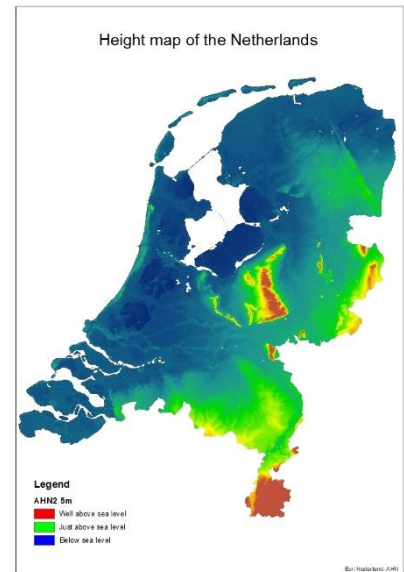 Height map of the Netherlands
Legend
AHN2 5m
Well above sea level
Just above sea level
Below sea level
Esri Nederland, AHN